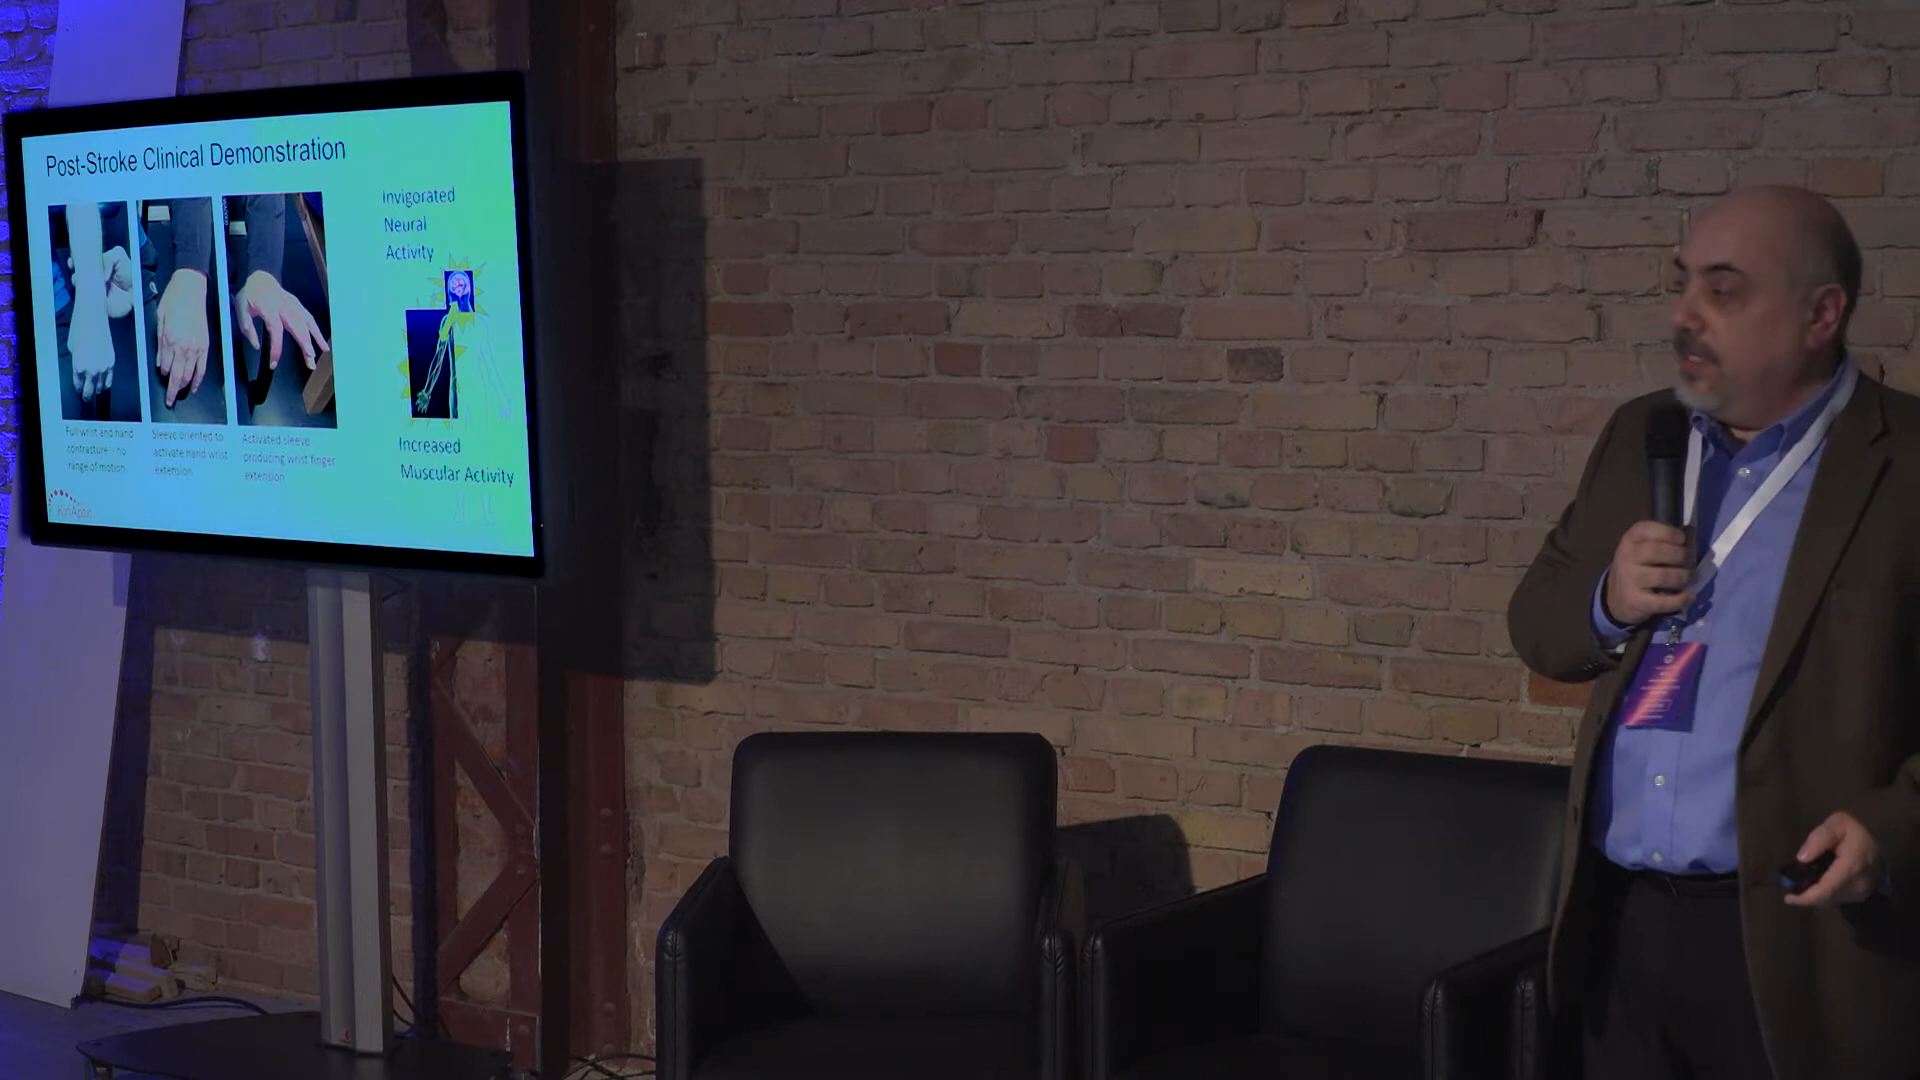 Post-Stroke Clinical Demonstration
Invigorated
Neural
Activity
Full wrist and hand
contracture - no
range of motion
Sleeve oriented to
activate hand wrist
extension
Activated sleeve
producing wrist finger
extension
Increased
Muscular Activity